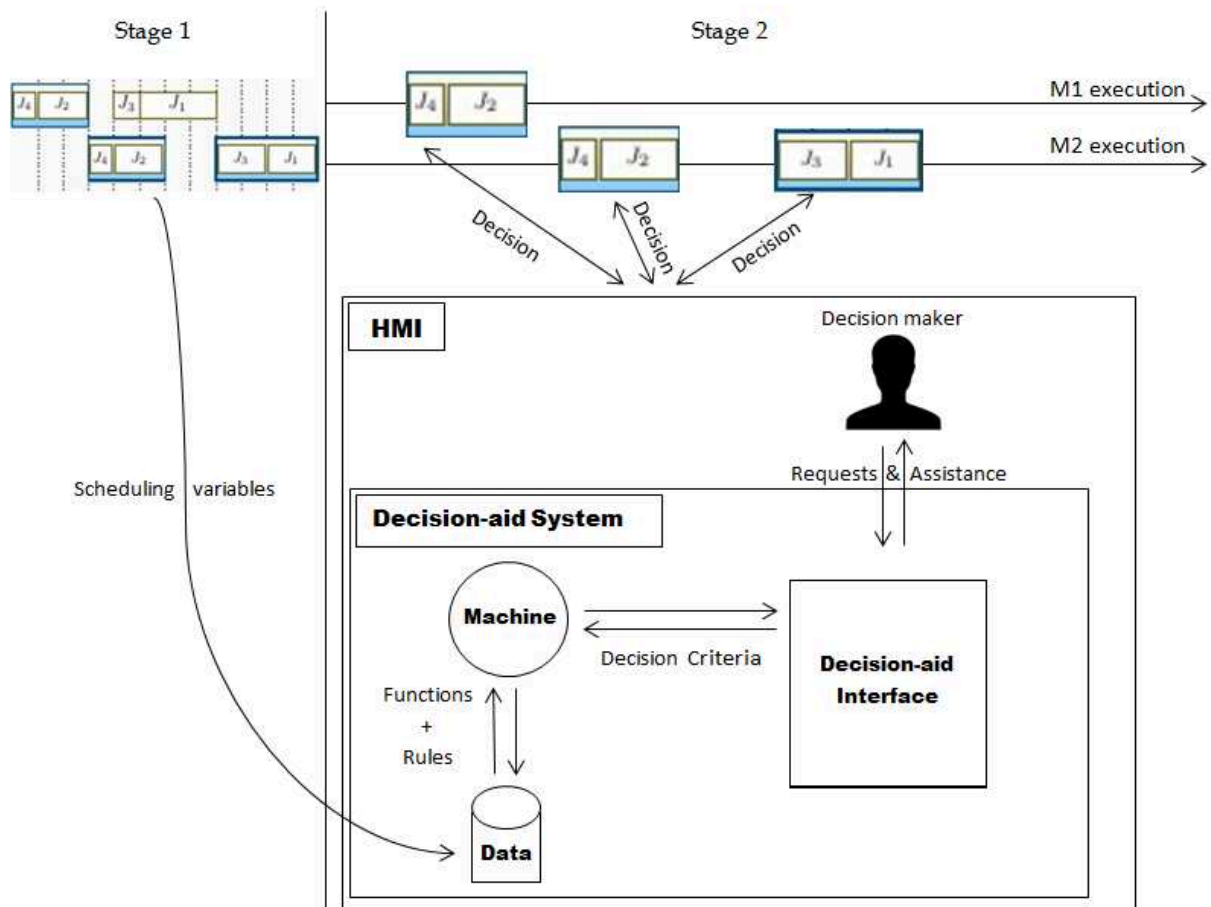 Stage 1
Stage 2
J4 J2 J3 J1
J4 J2 J3 J1
J4 J2
M1 execution
J4 J2 J3 J1
M2 execution
Decision
Decision
Decision
HMI
Decision maker
Requests & Assistance
Scheduling variables
Decision-aid System
Machine
Decision Criteria
Decision-aid
Interface
Functions
+
Rules
Data